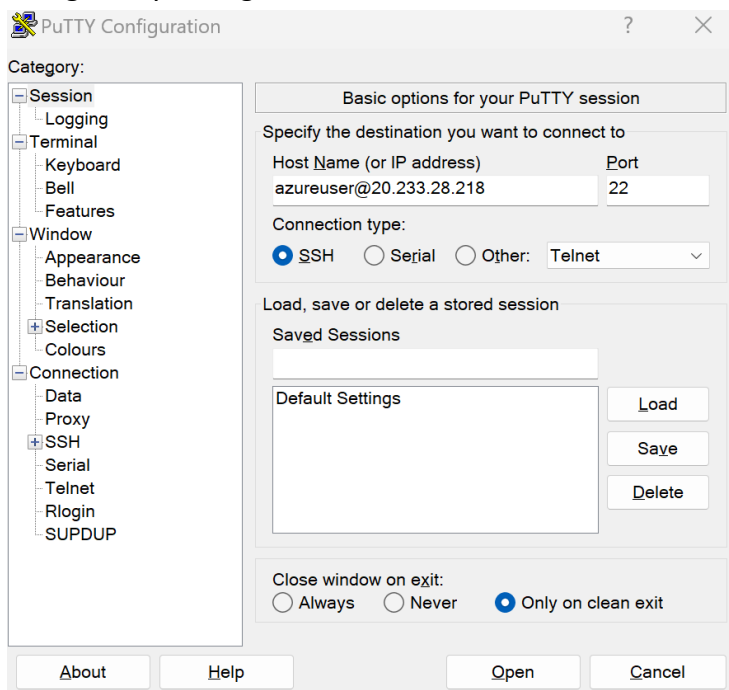 PuTTY Configuration
?
Category:
Session
Logging
Terminal
Keyboard
Bell
Features
Window
Appearance
Behaviour
Translation
Selection
Colours
Connection
Data
Proxy
SSH
Serial
Telnet
Rlogin
SUPDUP
Basic options for your PuTTY session
Specify the destination you want to connect to
Host Name (or IP address) Port
azureuser@20.233.28.218 22
Connection type:
SSH Serial Other: Telnet
Load, save or delete a stored session
Saved Sessions
Default Settings
Load
Save
Delete
Close window on exit:
Always Never Only on clean exit
About Help Open Cancel